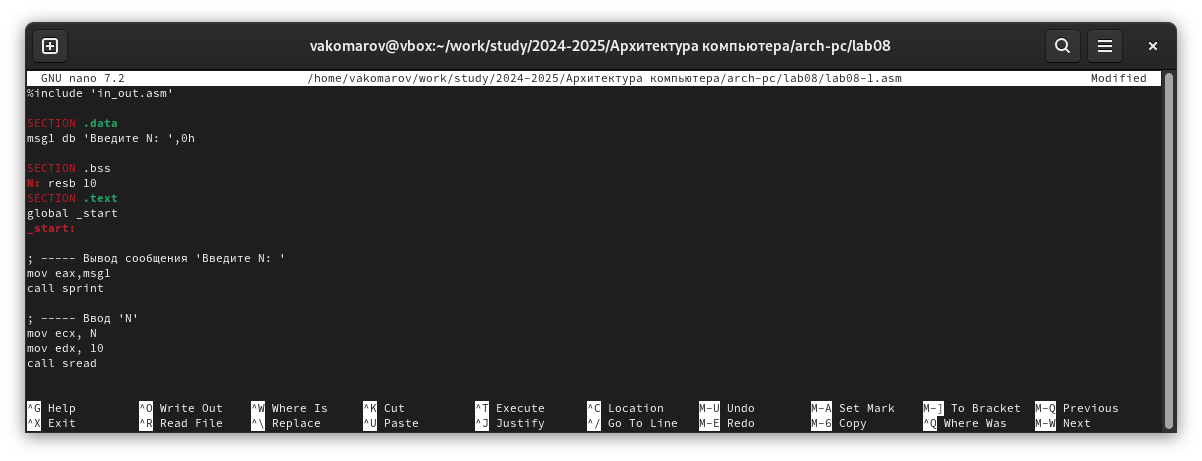 vakomarov@vbox:~/work/study/2024-2025/Архитектура компьютера/arch-pc/lab08
GNU nano 7.2 /home/vakomarov/work/study/2024-2025/Архитектура компьютера/arch-pc/lab08/lab08-1.asm Modified
%include 'in_out.asm'
SECTION .data
msg1 db 'Введите N: ',0h
SECTION .bss
N: resb 10
SECTION .text
global _start
_start:
; ----- Вывод сообщения 'Введите N: '
mov eax,msg1
call sprint
; ----- Ввод 'N'
mov ecx, N
mov edx, 10
call sread
^G Help ^O Write Out ^W Where Is ^K Cut ^T Execute ^C Location M-U Undo M-A Set Mark M-] To Bracket M-Q Previous
^X Exit ^R Read File ^\ Replace ^U Paste ^J Justify ^/ Go To Line M-E Redo M-6 Copy ^Q Where Was M-W Next